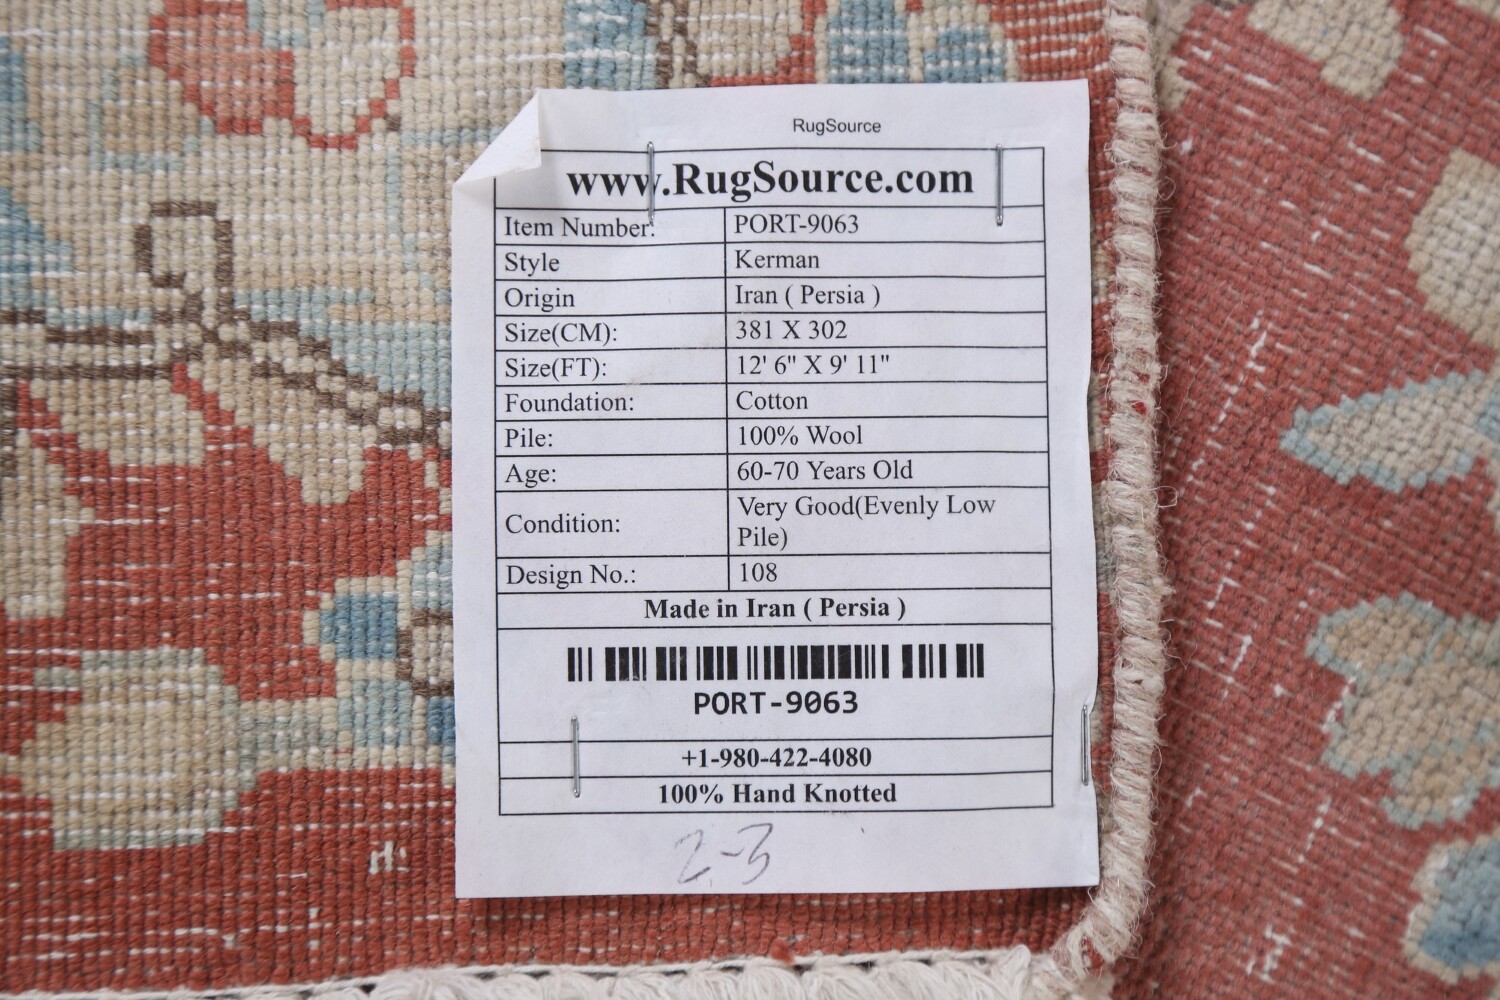 RugSource
www.RugSource.com
Item Number: PORT-9063
Style Kerman
Origin Iran ( Persia )
Size(CM): 381 X 302
Size(FT): 12' 6" X 9' 11"
Foundation: Cotton
Pile: 100% Wool
Age: 60-70 Years Old
Condition: Very Good(Evenly Low
Pile)
Design No.: 108
Made in Iran ( Persia )
PORT-9063
+1-980-422-4080
100% Hand Knotted
2-3